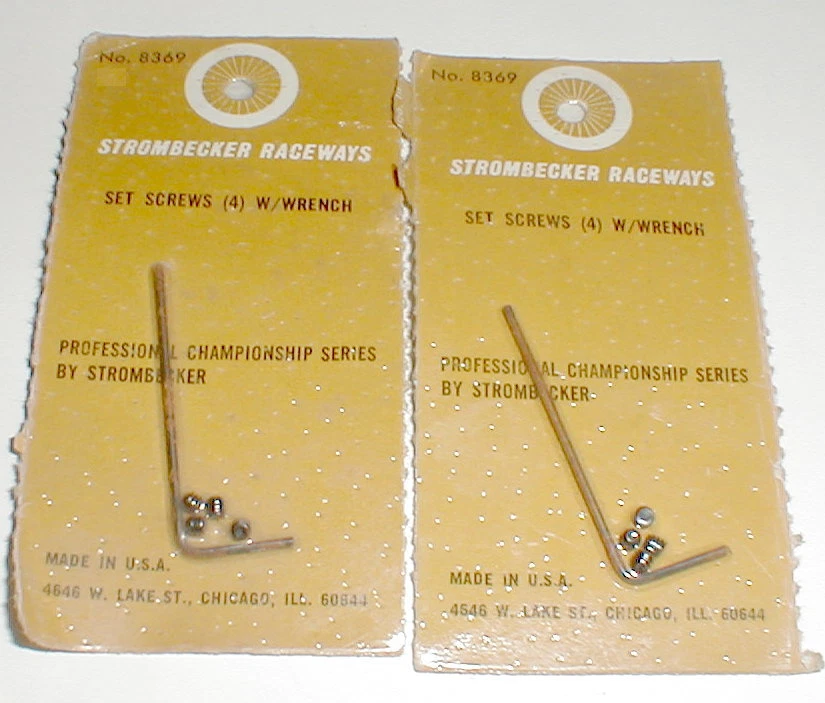 No. 8369
STROMBECKER RACEWAYS
SET SCREWS (4) W/WRENCH
PROFESSIONAL CHAMPIONSHIP SERIES
BY STROMBECKER
MADE IN U.S.A.
4646 W. LAKE ST., CHICAGO, ILL. 60644
No. 8369
STROMBECKER RACEWAYS
SET SCREWS (4) W/WRENCH
PROFESSIONAL CHAMPIONSHIP SERIES
BY STROMBECKER
MADE IN U.S.A.
4646 W. LAKE ST., CHICAGO, ILL. 60644